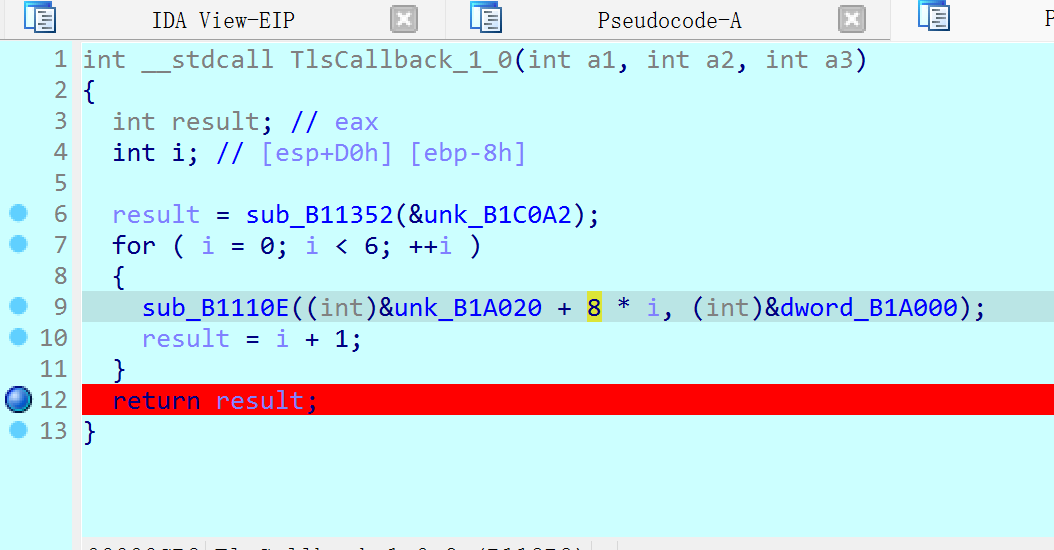 IDA View-EIP Pseudocode-A P
1 int __stdcall TlsCallback_1_0(int a1, int a2, int a3)
2 {
3 int result; // eax
4 int i; // [esp+D0h] [ebp-8h]
5
6 result = sub_B11352(&unk_B1C0A2);
7 for ( i = 0; i < 6; ++i )
8 {
9 sub_B1110E((int)&unk_B1A020 + 8 * i, (int)&dword_B1A000);
10 result = i + 1;
11 }
12 return result;
13 }